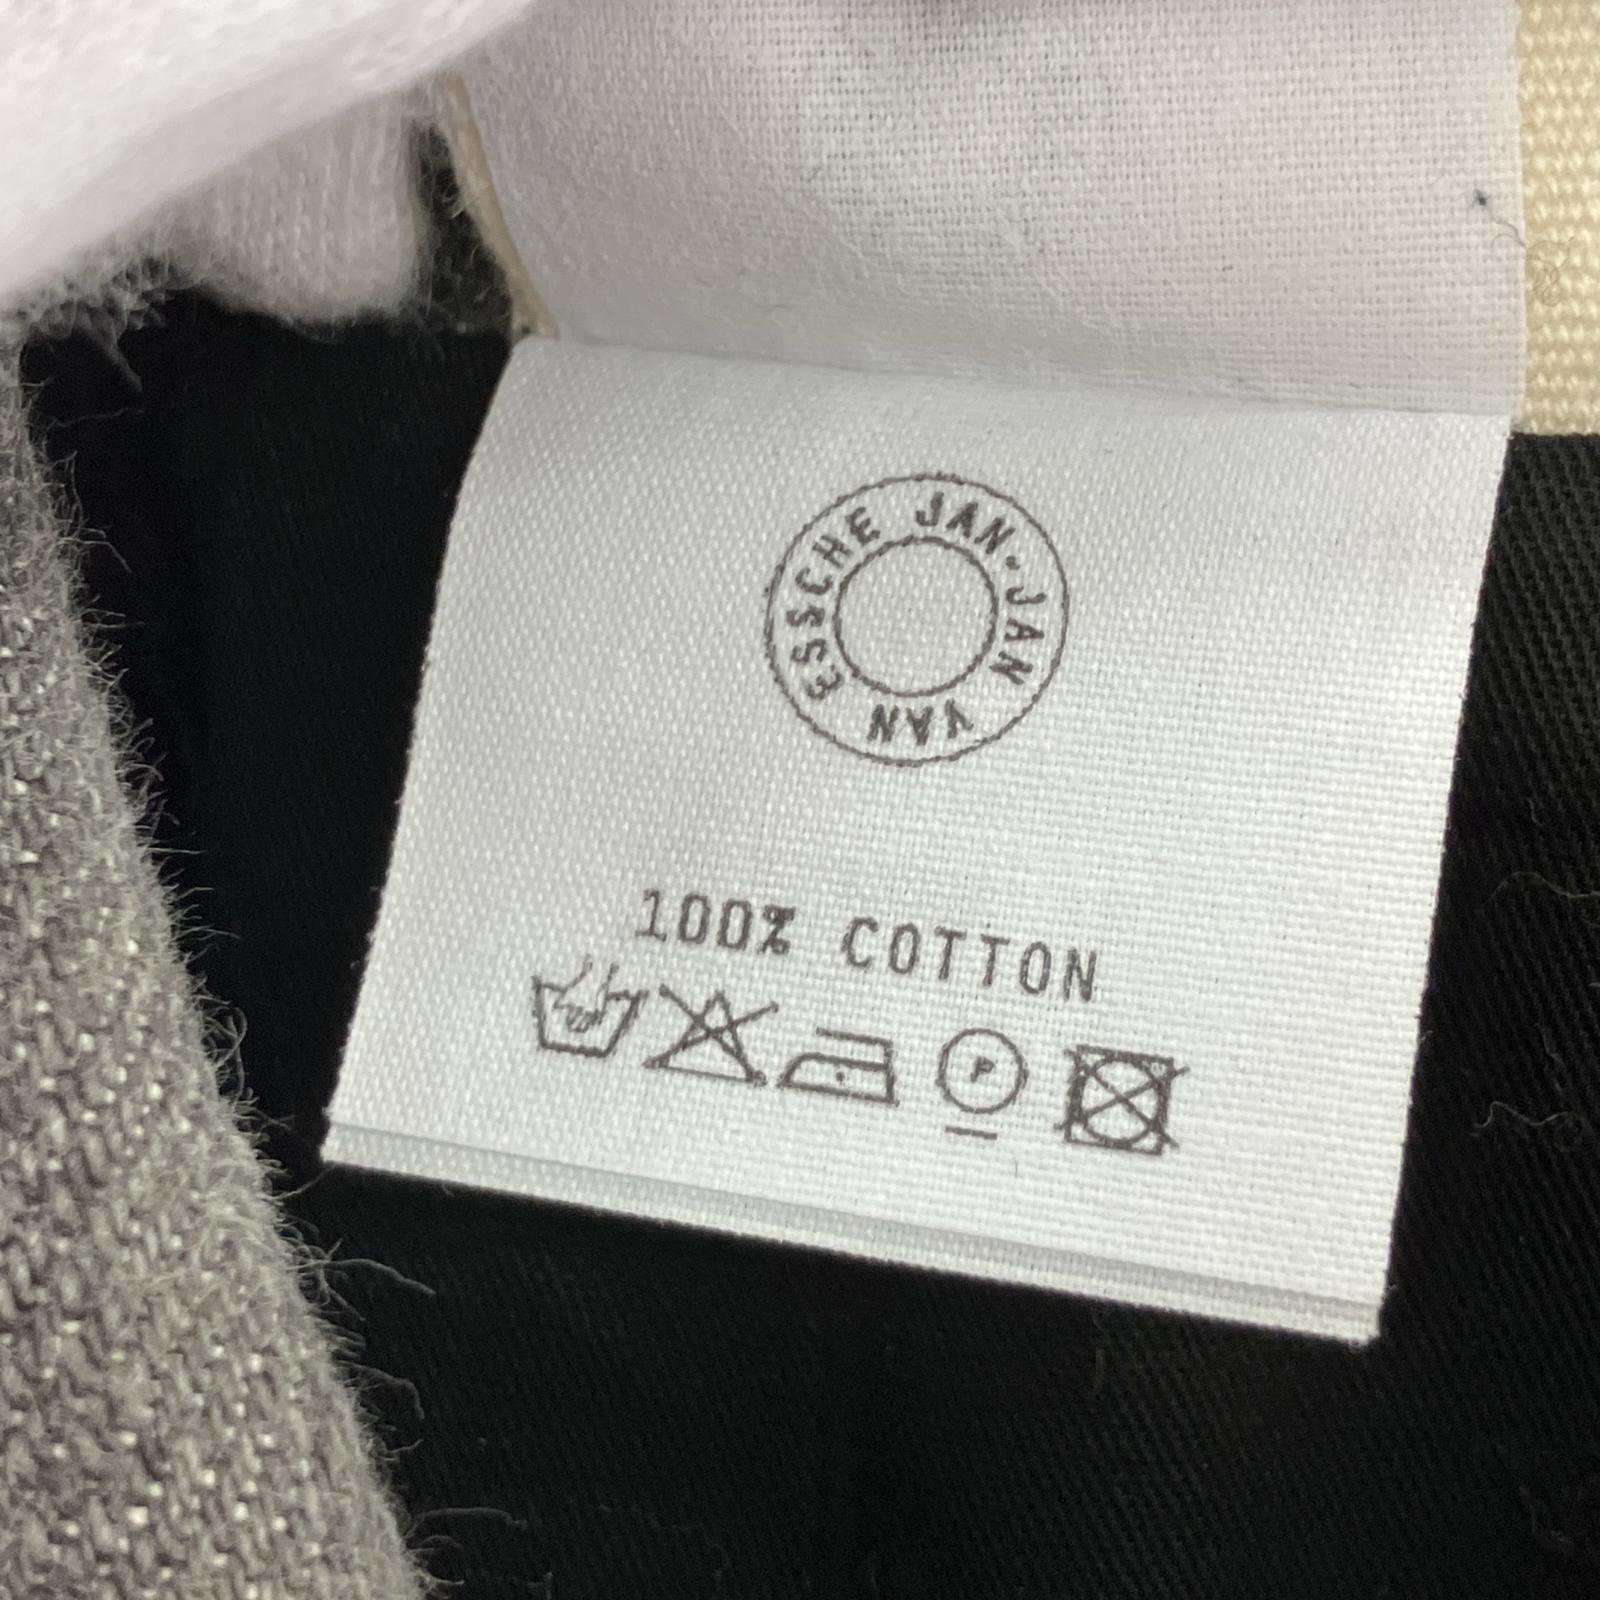 JAN-JAN VAN ESSCHE
100% COTTON
P